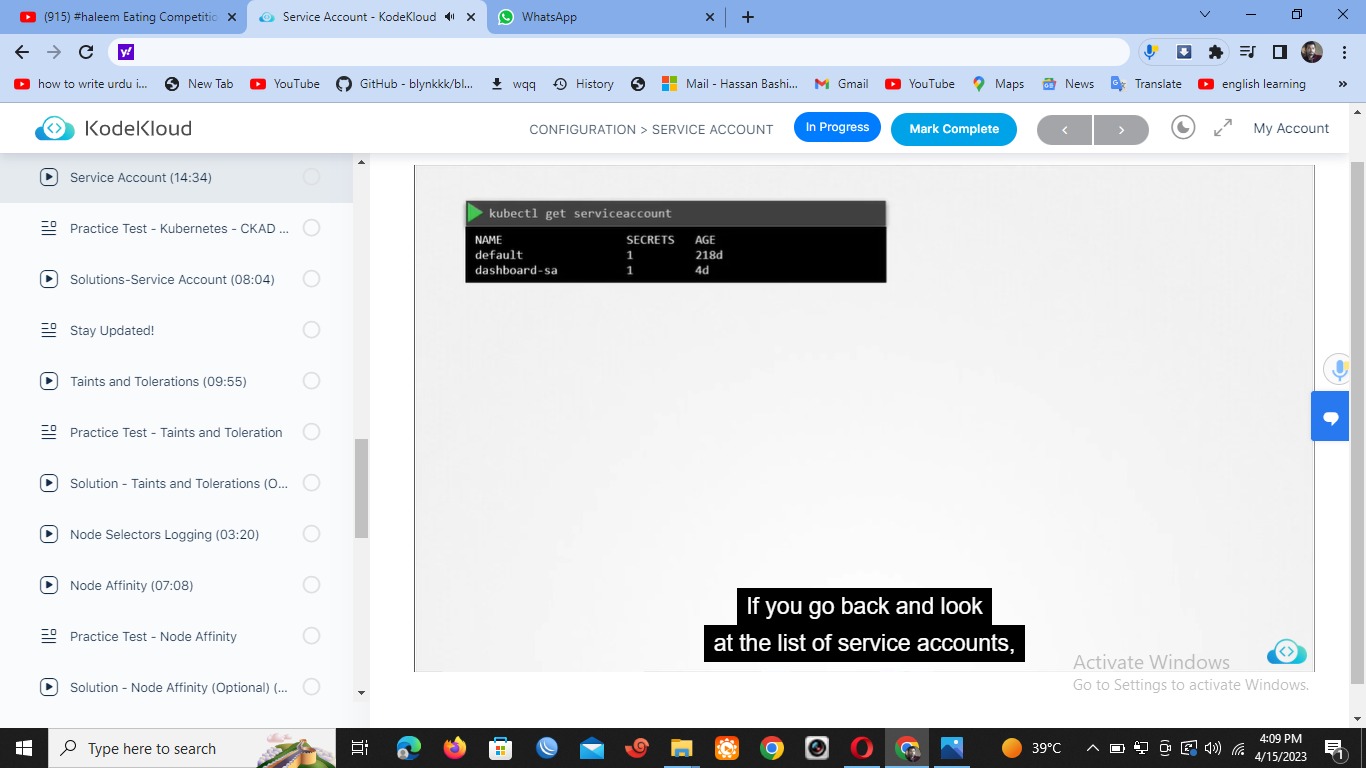 (915) #haleem Eating Competitio
Service Account - KodeKloud
WhatsApp
how to write urdu i...
New Tab
YouTube
GitHub - blynkkk/bl...
wqq
History
Mail - Hassan Bashi...
Gmail
YouTube
Maps
News
Translate
english learning
»
KodeKloud
CONFIGURATION > SERVICE ACCOUNT
In Progress
Mark Complete
My Account
Service Account (14:34)
Practice Test - Kubernetes - CKAD ...
Solutions-Service Account (08:04)
Stay Updated!
Taints and Tolerations (09:55)
Practice Test - Taints and Toleration
Solution - Taints and Tolerations (O...
Node Selectors Logging (03:20)
Node Affinity (07:08)
Practice Test - Node Affinity
Solution - Node Affinity (Optional) (...
kubectl get serviceaccount
NAME SECRETS AGE
default 1 218d
dashboard-sa 1 4d
If you go back and look
at the list of service accounts,
Activate Windows
Go to Settings to activate Windows.
Type here to search
39°C
4:09 PM
4/15/2023
1